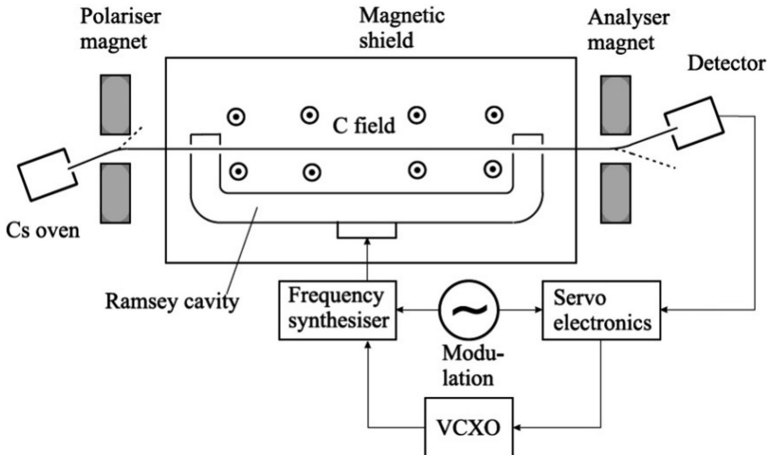 Polariser
magnet
Magnetic
shield
Analyser
magnet
Detector
C field
Cs oven
Ramsey cavity
Frequency
synthesiser
~
Modu-
lation
Servo
electronics
VCXO